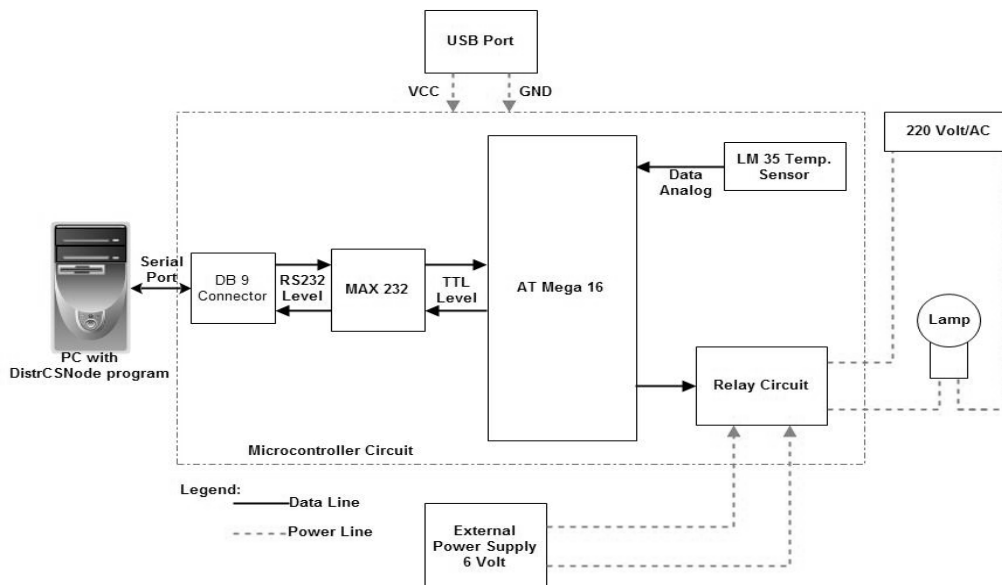 USB Port
VCC
GND
220 Volt/AC
LM 35 Temp.
Sensor
Data
Analog
Serial
Port
DB 9
Connector
RS232
Level
MAX 232
TTL
Level
AT Mega 16
Lamp
PC with
DistrCSNode program
Relay Circuit
Microcontroller Circuit
Legend:
Data Line
Power Line
External
Power Supply
6 Volt